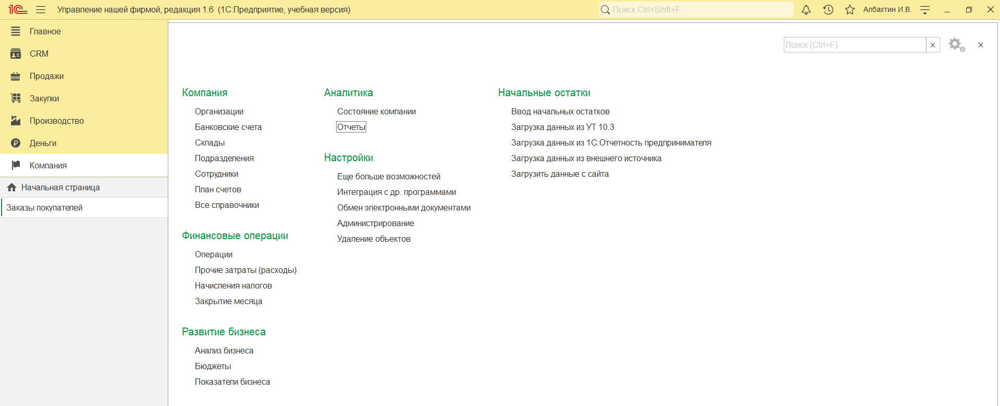 1С Управление нашей фирмой, редакция 1.6 (1С:Предприятие, учебная версия) Поиск Ctrl+Shift+F Албахтин И.В.
Главное
CRM
Продажи
Закупки
Производство
Деньги
Компания
Начальная страница
Заказы покупателей
Поиск (Ctrl+F)
Компания
Организации
Банковские счета
Склады
Подразделения
Сотрудники
План счетов
Все справочники
Финансовые операции
Операции
Прочие затраты (расходы)
Начисления налогов
Закрытие месяца
Развитие бизнеса
Анализ бизнеса
Бюджеты
Показатели бизнеса
Аналитика
Состояние компании
Отчеты
Настройки
Еще больше возможностей
Интеграция с др. программами
Обмен электронными документами
Администрирование
Удаление объектов
Начальные остатки
Ввод начальных остатков
Загрузка данных из УТ 10.3
Загрузка данных из 1С:Отчетность предпринимателя
Загрузка данных из внешнего источника
Загрузить данные с сайта